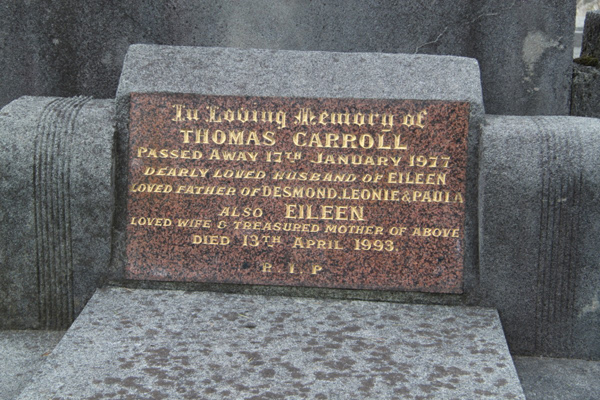 In Loving Memory of
THOMAS CARROLL
PASSED AWAY 17TH JANUARY 1977
DEARLY LOVED HUSBAND OF EILEEN
LOVED FATHER OF DESMOND, LEONIE & PAULA
ALSO EILEEN
LOVED WIFE & TREASURED MOTHER OF ABOVE
DIED 13TH APRIL 1993.
R.I.P